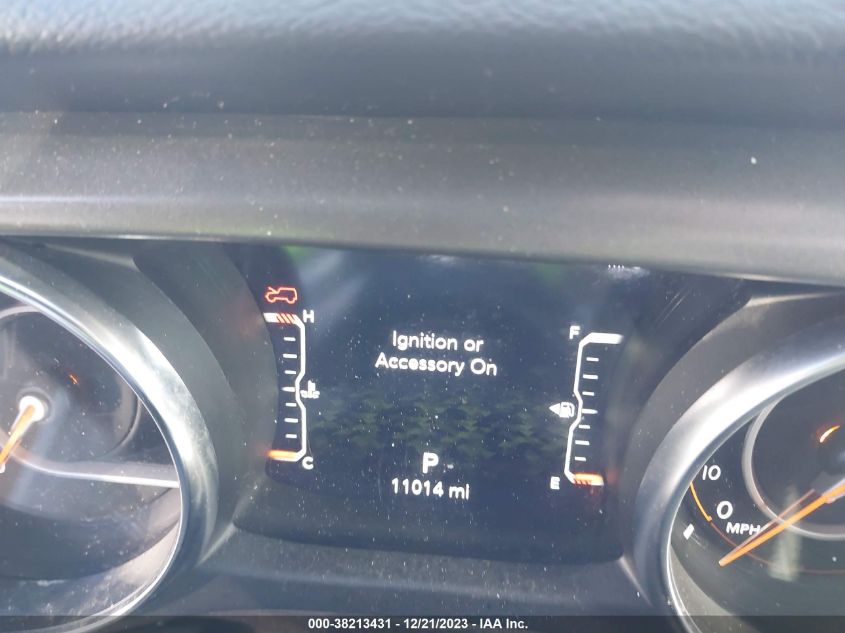 H
F
Ignition or
Accessory On
C
E
P
11014 mi
10
0
MPH
000-38213431 - 12/21/2023 - IAA Inc.